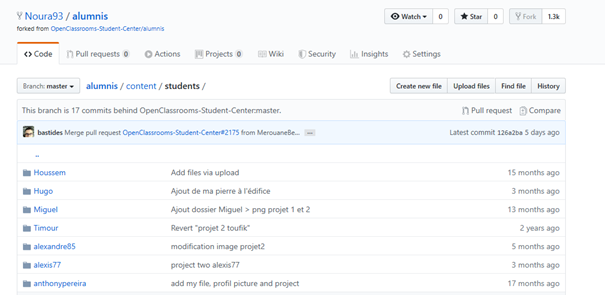 Noura93 / alumnis
Watch 0 Star 0 Fork 1.3k
forked from OpenClassrooms-Student-Center/alumnis
Code Pull requests 0 Actions Projects 0 Wiki Security Insights Settings
Branch: master alumnis / content / students / Create new file Upload files Find file History
This branch is 17 commits behind OpenClassrooms-Student-Center:master. Pull request Compare
bastides Merge pull request OpenClassrooms-Student-Center#2175 from MerouaneBe... ... Latest commit 126a2ba 5 days ago
..
Houssem Add files via upload 15 months ago
Hugo Ajout de ma pierre à l'édifice 3 months ago
Miguel Ajout dossier Miguel > png projet 1 et 2 13 months ago
Timour Revert "projet 2 toufik" 2 years ago
alexandre85 modification image projet2 5 months ago
alexis77 project two alexis77 3 months ago
anthonypereira add my file, profil picture and project 17 months ago